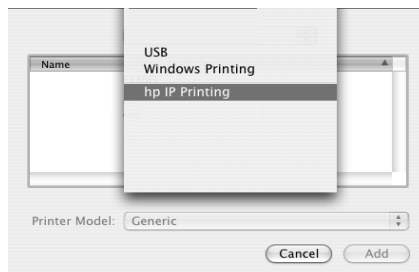 USB
Windows Printing
Name
hp IP Printing
Printer Model: Generic
Cancel Add